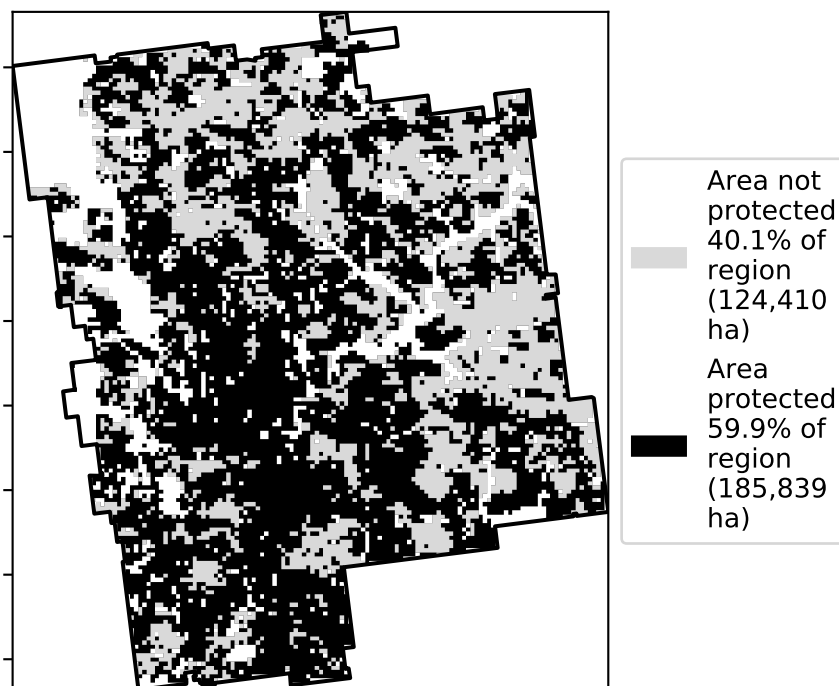 Area not
protected
40.1% of
region
(124,410
ha)
Area
protected
59.9% of
region
(185,839
ha)